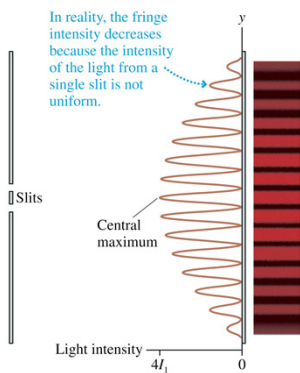 In reality, the fringe
intensity decreases
because the intensity
of the light from a
single slit is not
uniform.
y
Slits
Central
maximum
Light intensity
4I₁
0